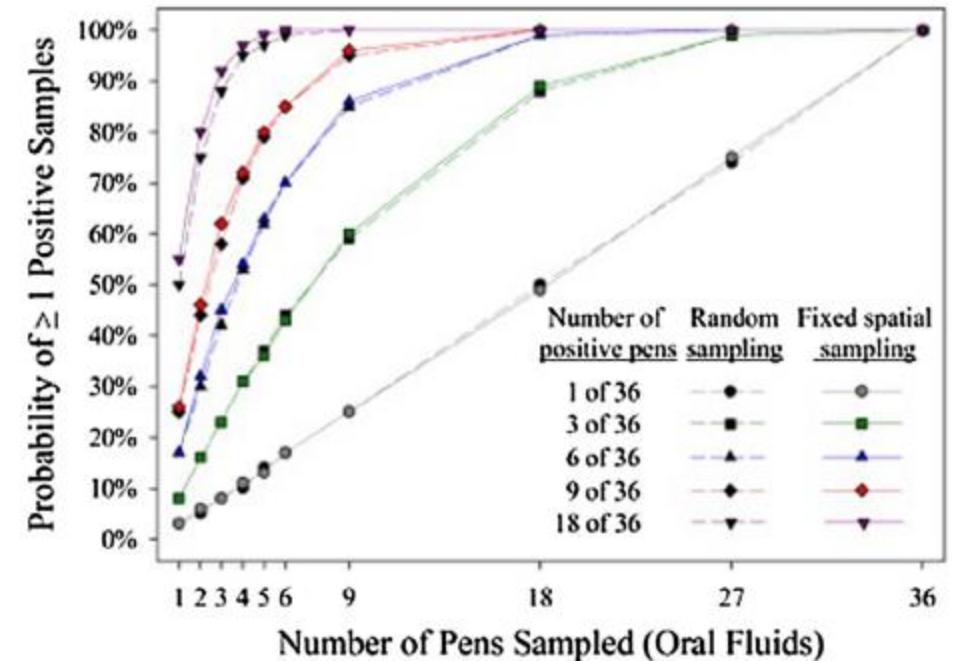 Probability of ≥ 1 Positive Samples
100%
90%
80%
70%
60%
50%
40%
30%
20%
10%
0%
Number of Random Fixed spatial
positive pens sampling sampling
1 of 36
3 of 36
6 of 36
9 of 36
18 of 36
1 2 3 4 5 6 9 18 27 36
Number of Pens Sampled (Oral Fluids)